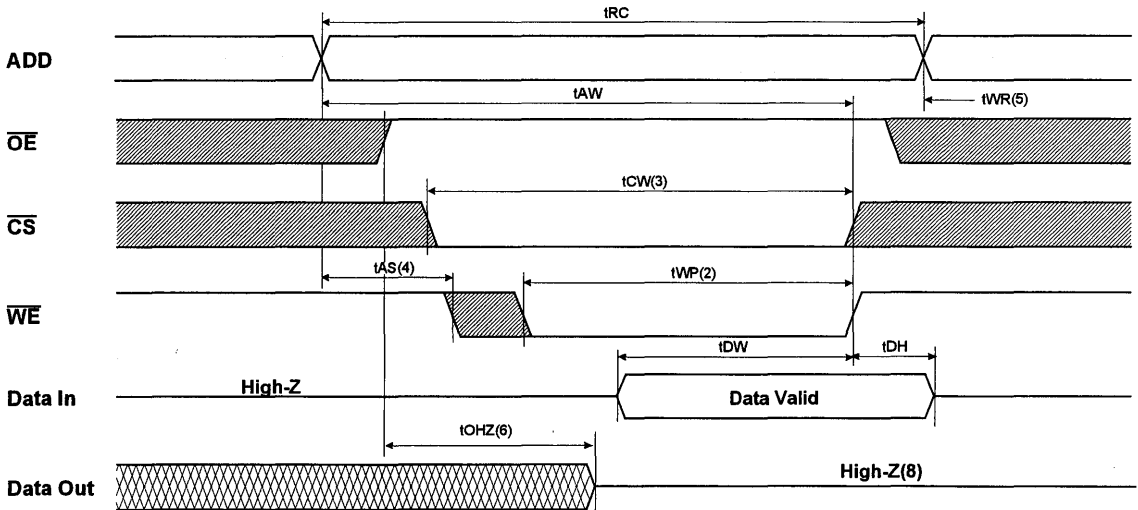 tRC
ADD
tAW
tWR(5)
OE
tCW(3)
CS
tAS(4)
tWP(2)
WE
tDW
tDH
High-Z
Data In
Data Valid
tOHZ(6)
High-Z(8)
Data Out